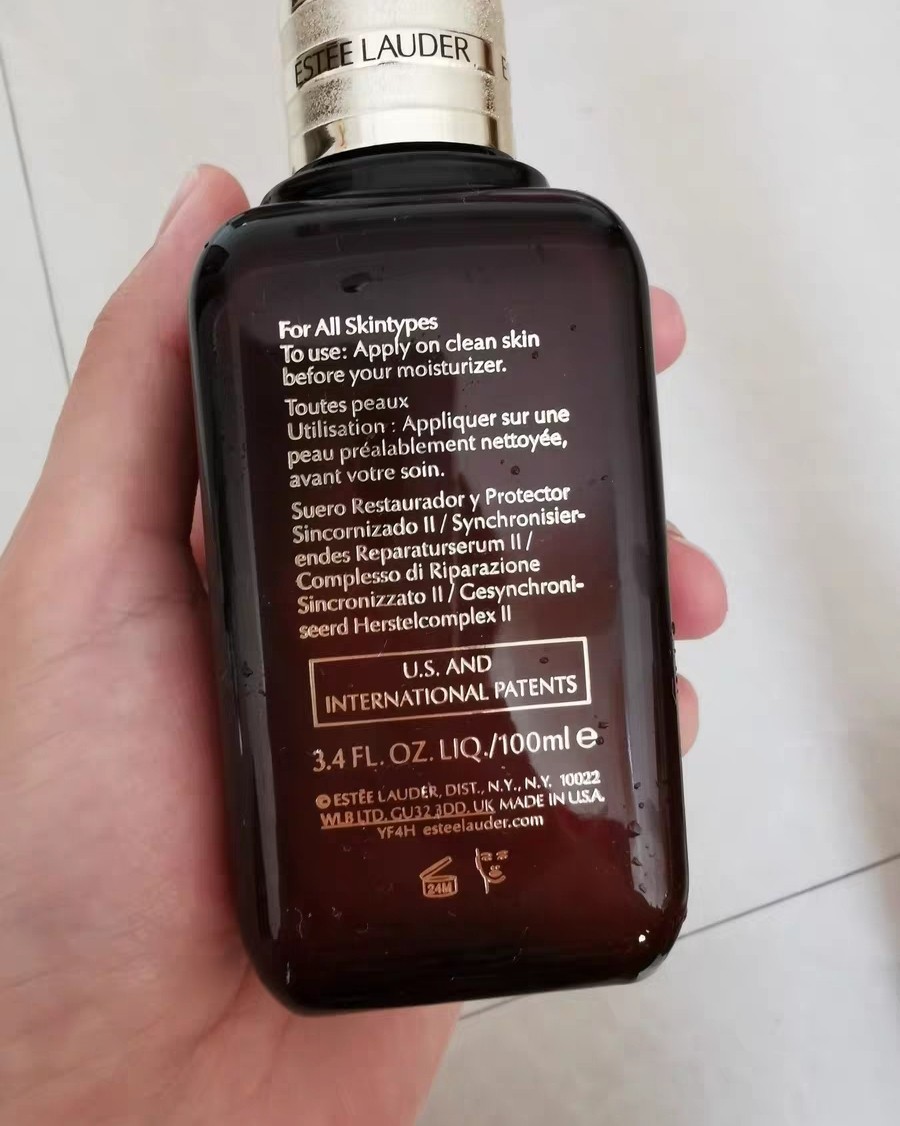 ESTĒE LAUDER
For All Skintypes
To use: Apply on clean skin
before your moisturizer.
Toutes peaux
Utilisation : Appliquer sur une
peau préalablement nettoyée,
avant votre soin.
Suero Restaurador y Protector
Sincornizado II / Synchronisier-
endes Reparaturserum II /
Complesso di Riparazione
Sincronizzato II / Gesynchroni-
seerd Herstelcomplex II
U.S. AND
INTERNATIONAL PATENTS
3.4 FL. OZ. LIQ./100ml e
© ESTĒE LAUDER, DIST., N.Y., N.Y. 10022
WLB LTD. GU32 3DD. UK MADE IN U.S.A.
YF4H esteelauder.com
24M